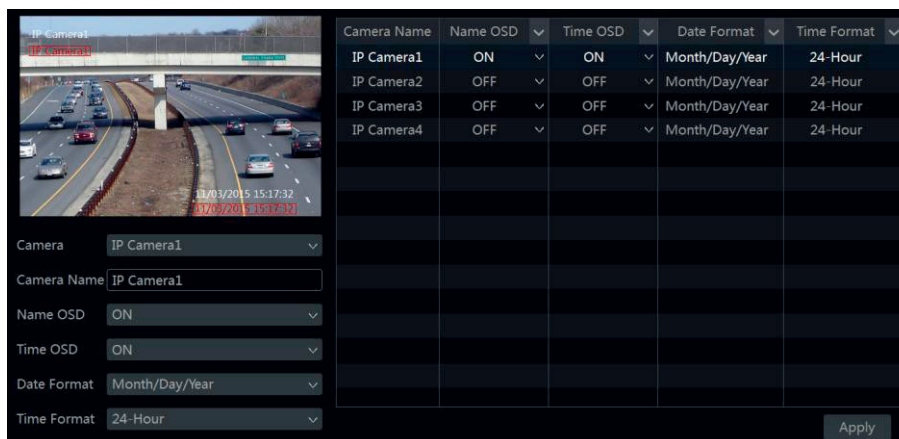 IP Camera1
IP Camera1
11/03/2015 15:17:32
11/03/2015 15:17:32
Camera IP Camera1
Camera Name IP Camera1
Name OSD ON
Time OSD ON
Date Format Month/Day/Year
Time Format 24-Hour
Camera Name Name OSD Time OSD Date Format Time Format
IP Camera1 ON ON Month/Day/Year 24-Hour
IP Camera2 OFF OFF Month/Day/Year 24-Hour
IP Camera3 OFF OFF Month/Day/Year 24-Hour
IP Camera4 OFF OFF Month/Day/Year 24-Hour
Apply